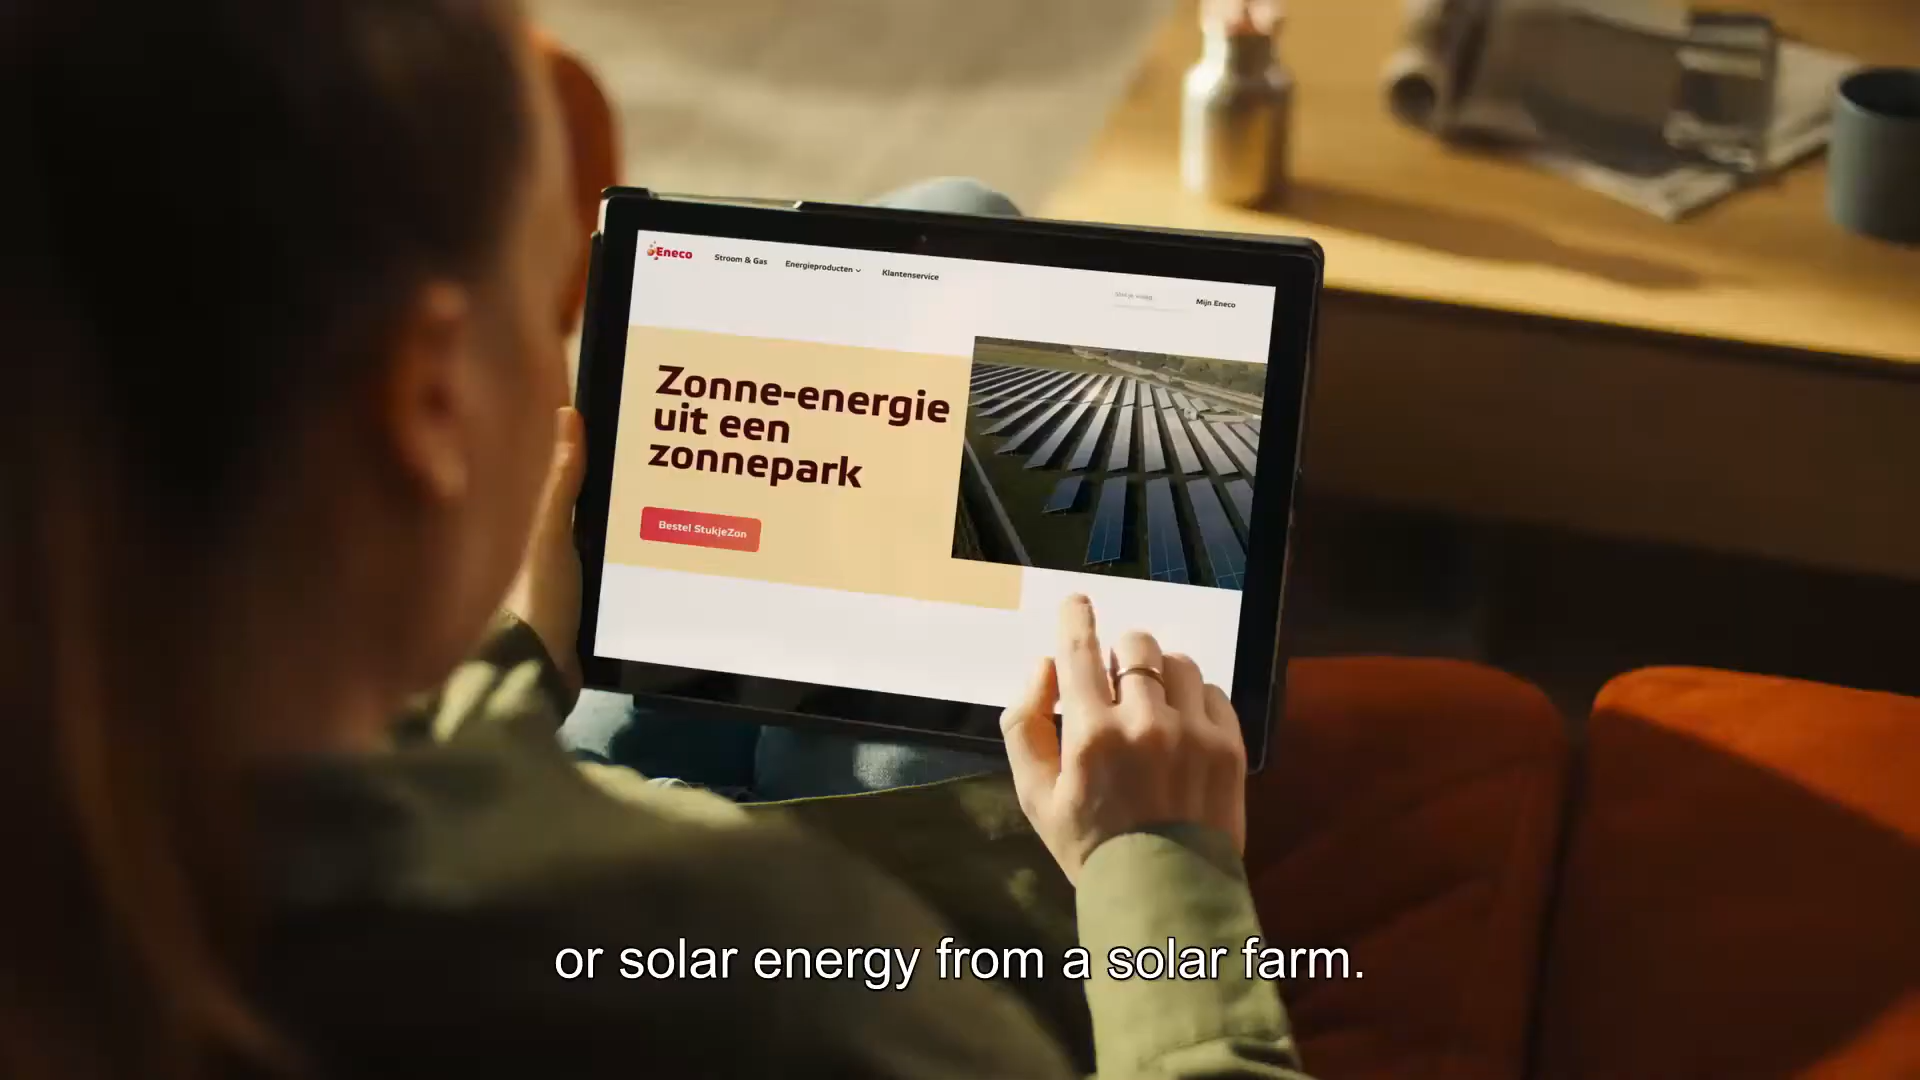 Eneco
Stroom & Gas
Energieproducten
Klantenservice
Mijn Eneco
Zonne-energie
uit een
zonnepark
Bestel StukjeZon
or solar energy from a solar farm.